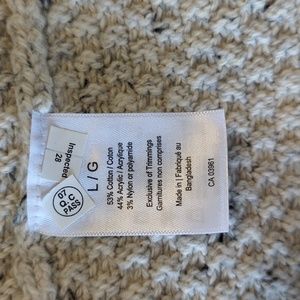 Inspected
28
07
Q.C
PASS
L / G
53% Cotton / Coton
44% Acrylic / Acrylique
3% Nylon or polyamide
Exclusive of Trimmings
Garnitures non comprises
Made in | Fabriqué au
Bangladesh
CA 03961